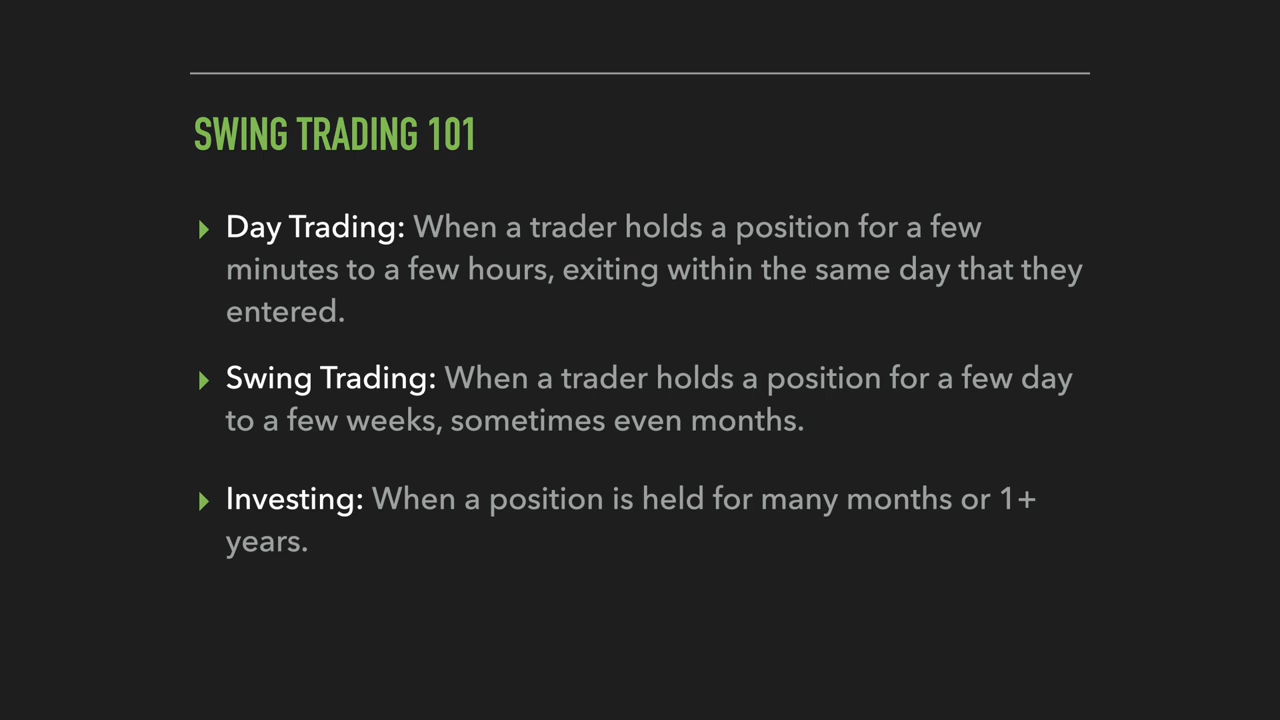 SWING TRADING 101
▸ Day Trading: When a trader holds a position for a few
minutes to a few hours, exiting within the same day that they
entered.
▸ Swing Trading: When a trader holds a position for a few day
to a few weeks, sometimes even months.
▸ Investing: When a position is held for many months or 1+
years.